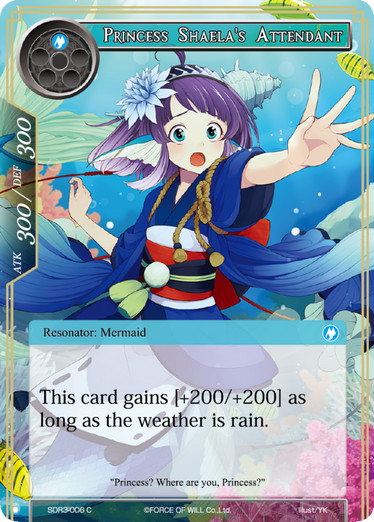 Princess Shaela's Attendant
ATK 300 / DEF 300
Resonator: Mermaid
This card gains [+200/+200] as
long as the weather is rain.
"Princess? Where are you, Princess?"
SDR3-006 C ©FORCE OF WILL Co.,Ltd. Illust/YK